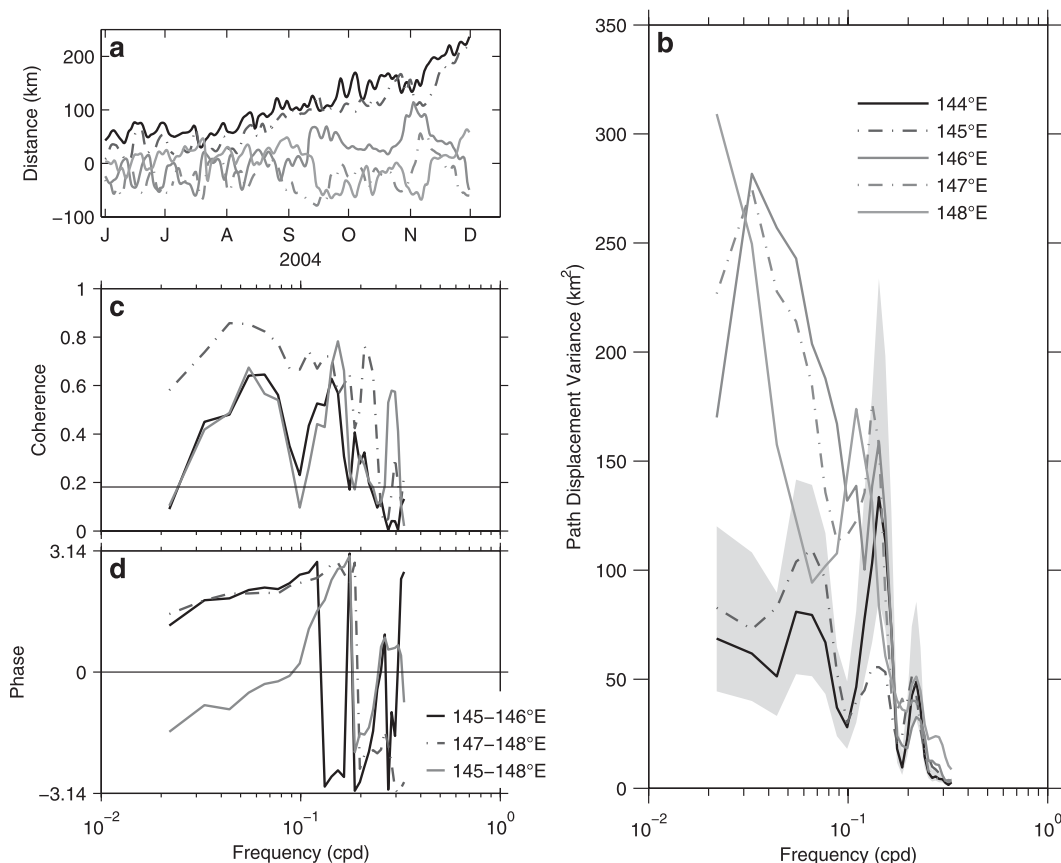 a
Distance (km)
200
100
0
−100
J J A S O N D
2004
c
Coherence
1
0.8
0.6
0.4
0.2
0
d
Phase
3.14
0
−3.14
145−146°E
147−148°E
145−148°E
10−2 10−1 100
Frequency (cpd)
b
Path Displacement Variance (km2)
350
300
250
200
150
100
50
0
144°E
145°E
146°E
147°E
148°E
10−2 10−1 100
Frequency (cpd)